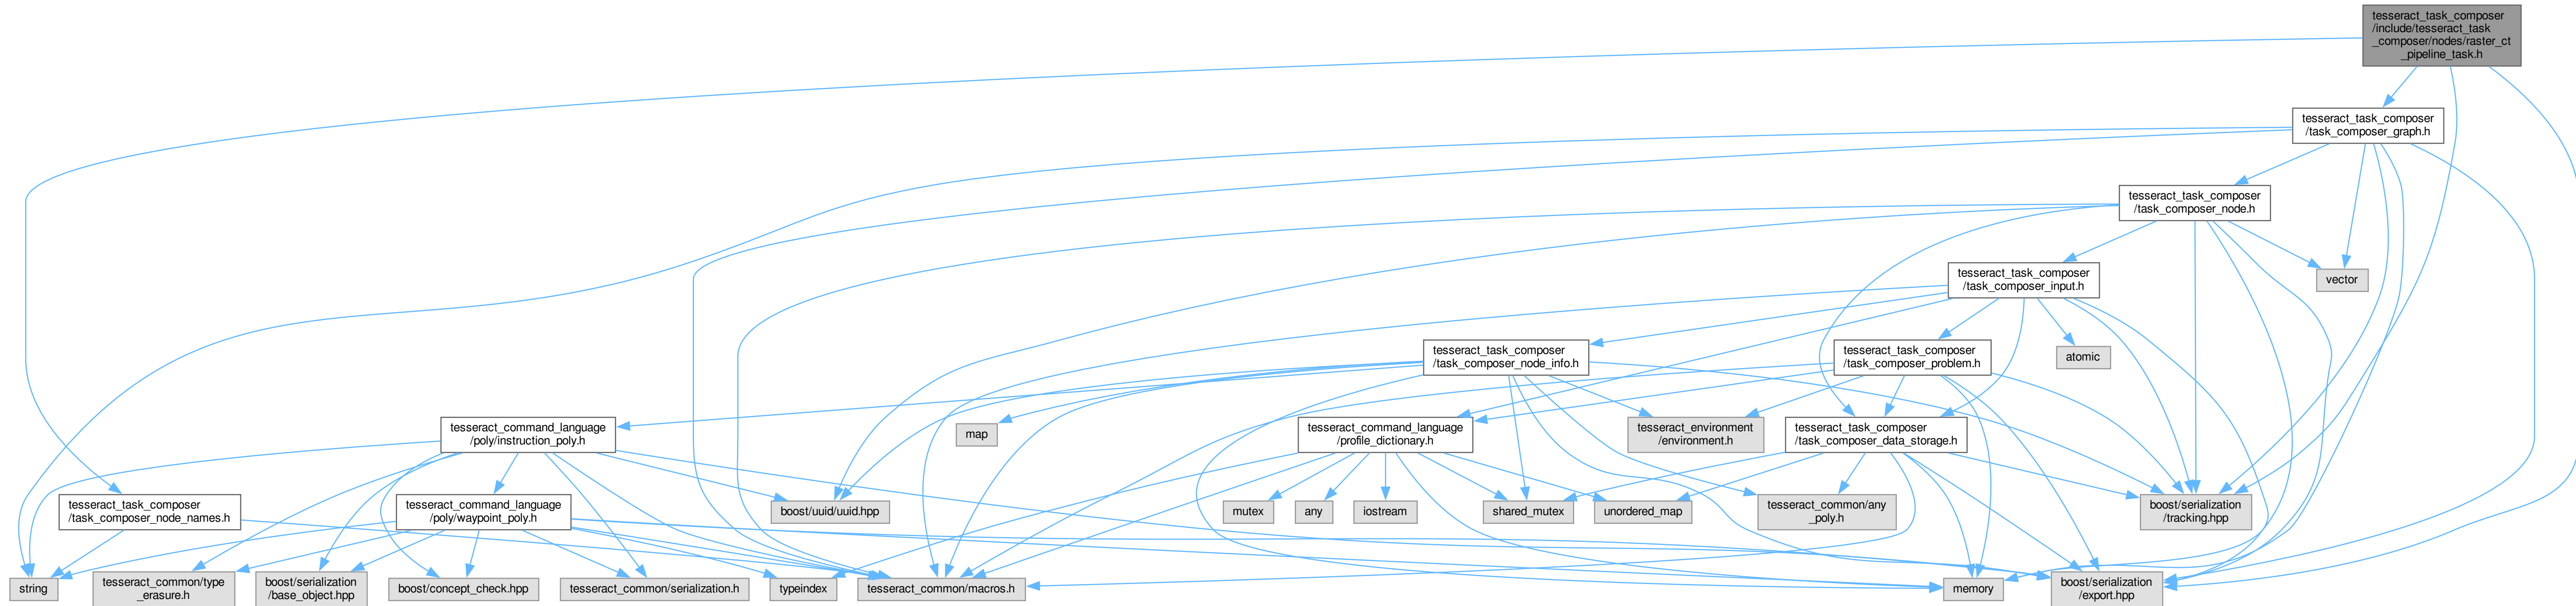 tesseract_task_composer
/include/tesseract_task
_composer/nodes/raster_ct
_pipeline_task.h
tesseract_task_composer
/task_composer_graph.h
tesseract_task_composer
/task_composer_node.h
tesseract_task_composer
/task_composer_input.h
vector
tesseract_task_composer
/task_composer_node_info.h
tesseract_task_composer
/task_composer_problem.h
atomic
tesseract_command_language
/poly/instruction_poly.h
map
tesseract_command_language
/profile_dictionary.h
tesseract_environment
/environment.h
tesseract_task_composer
/task_composer_data_storage.h
tesseract_task_composer
/task_composer_node_names.h
tesseract_command_language
/poly/waypoint_poly.h
boost/uuid/uuid.hpp
mutex
any
iostream
shared_mutex
unordered_map
tesseract_common/any
_poly.h
boost/serialization
/tracking.hpp
string
tesseract_common/type
_erasure.h
boost/serialization
/base_object.hpp
boost/concept_check.hpp
tesseract_common/serialization.h
typeindex
tesseract_common/macros.h
memory
boost/serialization
/export.hpp